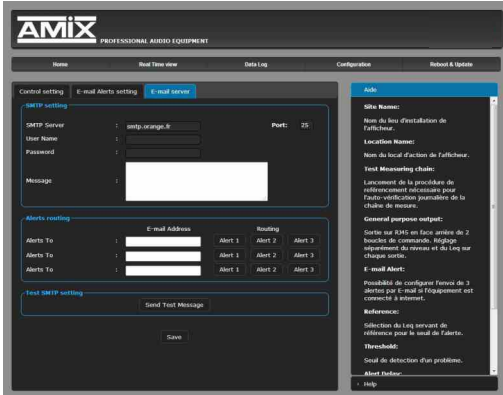 AMiX PROFESSIONAL AUDIO EQUIPMENT
Home Real Time view Data Log Configuration Reboot & Update
Control setting E-mail Alerts setting E-mail server
SMTP setting
SMTP Server : smtp.orange.fr Port: 25
User Name :
Password :
Message :
Alerts routing
E-mail Address Routing
Alerts To : Alert 1 Alert 2 Alert 3
Alerts To : Alert 1 Alert 2 Alert 3
Alerts To : Alert 1 Alert 2 Alert 3
Test SMTP setting
Send Test Message
Save
Aide
Site Name:
Nom du lieu d'installation de
l'afficheur.
Location Name:
Nom du local d'action de l'afficheur.
Test Measuring chain:
Lancement de la procédure de
référencement nécessaire pour
l'auto-vérification journalière de la
chaîne de mesure.
General purpose output:
Sortie sur RJ45 en face arrière de 2
boucles de commande. Réglage
séparément du niveau et du Leq sur
chaque sortie.
E-mail Alert:
Possibilité de configurer l'envoi de 3
alertes par E-mail si l'équipement est
connecté à internet.
Reference:
Sélection du Leq servant de
référence pour le seuil de l'alerte.
Threshold:
Seuil de detection d'un problème.
Alert Delay:
Help